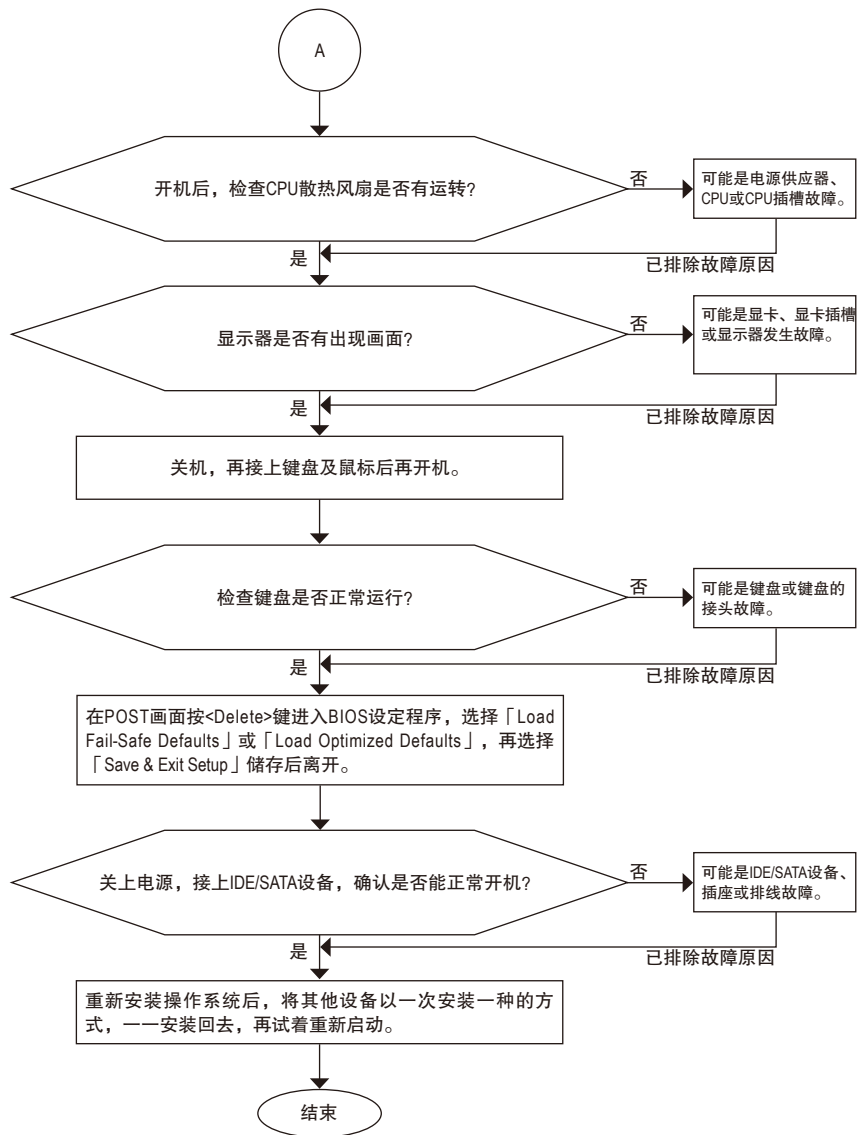 A
开机后，检查CPU散热风扇是否有运转?
否
可能是电源供应器、
CPU或CPU插槽故障。
是
已排除故障原因
显示器是否有出现画面?
否
可能是显卡、显卡插槽
或显示器发生故障。
是
已排除故障原因
关机，再接上键盘及鼠标后再开机。
检查键盘是否正常运行?
否
可能是键盘或键盘的
接头故障。
是
已排除故障原因
在POST画面按<Delete>键进入BIOS设定程序，选择「Load
Fail-Safe Defaults」或「Load Optimized Defaults」，再选择
「Save & Exit Setup」储存后离开。
关上电源，接上IDE/SATA设备，确认是否能正常开机?
否
可能是IDE/SATA设备、
插座或排线故障。
是
已排除故障原因
重新安装操作系统后，将其他设备以一次安装一种的方
式，一一安装回去，再试着重新启动。
结束